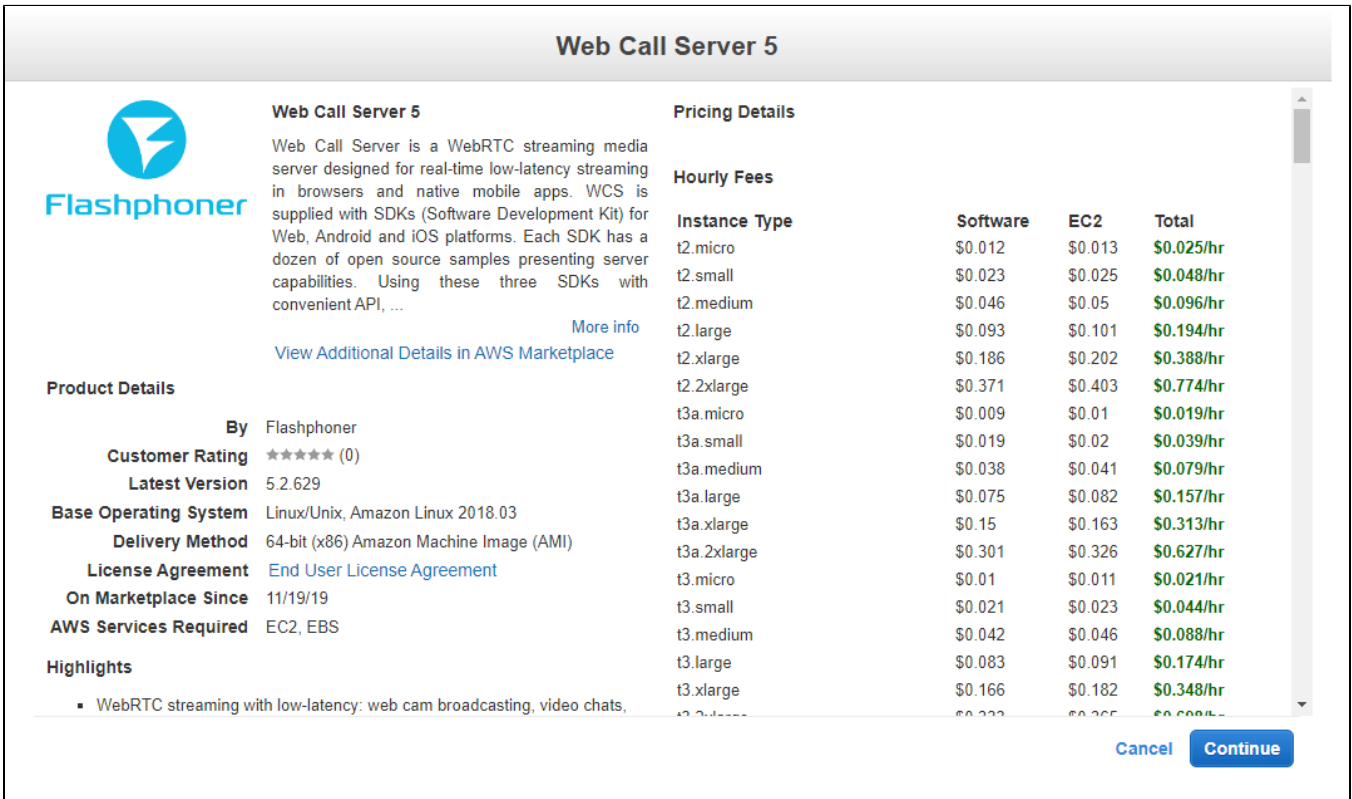 Web Call Server 5
Flashphoner
Web Call Server 5
Web Call Server is a WebRTC streaming media
server designed for real-time low-latency streaming
in browsers and native mobile apps. WCS is
supplied with SDKs (Software Development Kit) for
Web, Android and iOS platforms. Each SDK has a
dozen of open source samples presenting server
capabilities. Using these three SDKs with
convenient API, ...
More info
View Additional Details in AWS Marketplace
Product Details
By Flashphoner
Customer Rating ★★★★★ (0)
Latest Version 5.2.629
Base Operating System Linux/Unix, Amazon Linux 2018.03
Delivery Method 64-bit (x86) Amazon Machine Image (AMI)
License Agreement End User License Agreement
On Marketplace Since 11/19/19
AWS Services Required EC2, EBS
Highlights
▪ WebRTC streaming with low-latency: web cam broadcasting, video chats,
Pricing Details
Hourly Fees
Instance Type Software EC2 Total
t2.micro $0.012 $0.013 $0.025/hr
t2.small $0.023 $0.025 $0.048/hr
t2.medium $0.046 $0.05 $0.096/hr
t2.large $0.093 $0.101 $0.194/hr
t2.xlarge $0.186 $0.202 $0.388/hr
t2.2xlarge $0.371 $0.403 $0.774/hr
t3a.micro $0.009 $0.01 $0.019/hr
t3a.small $0.019 $0.02 $0.039/hr
t3a.medium $0.038 $0.041 $0.079/hr
t3a.large $0.075 $0.082 $0.157/hr
t3a.xlarge $0.15 $0.163 $0.313/hr
t3a.2xlarge $0.301 $0.326 $0.627/hr
t3.micro $0.01 $0.011 $0.021/hr
t3.small $0.021 $0.023 $0.044/hr
t3.medium $0.042 $0.046 $0.088/hr
t3.large $0.083 $0.091 $0.174/hr
t3.xlarge $0.166 $0.182 $0.348/hr
Cancel Continue